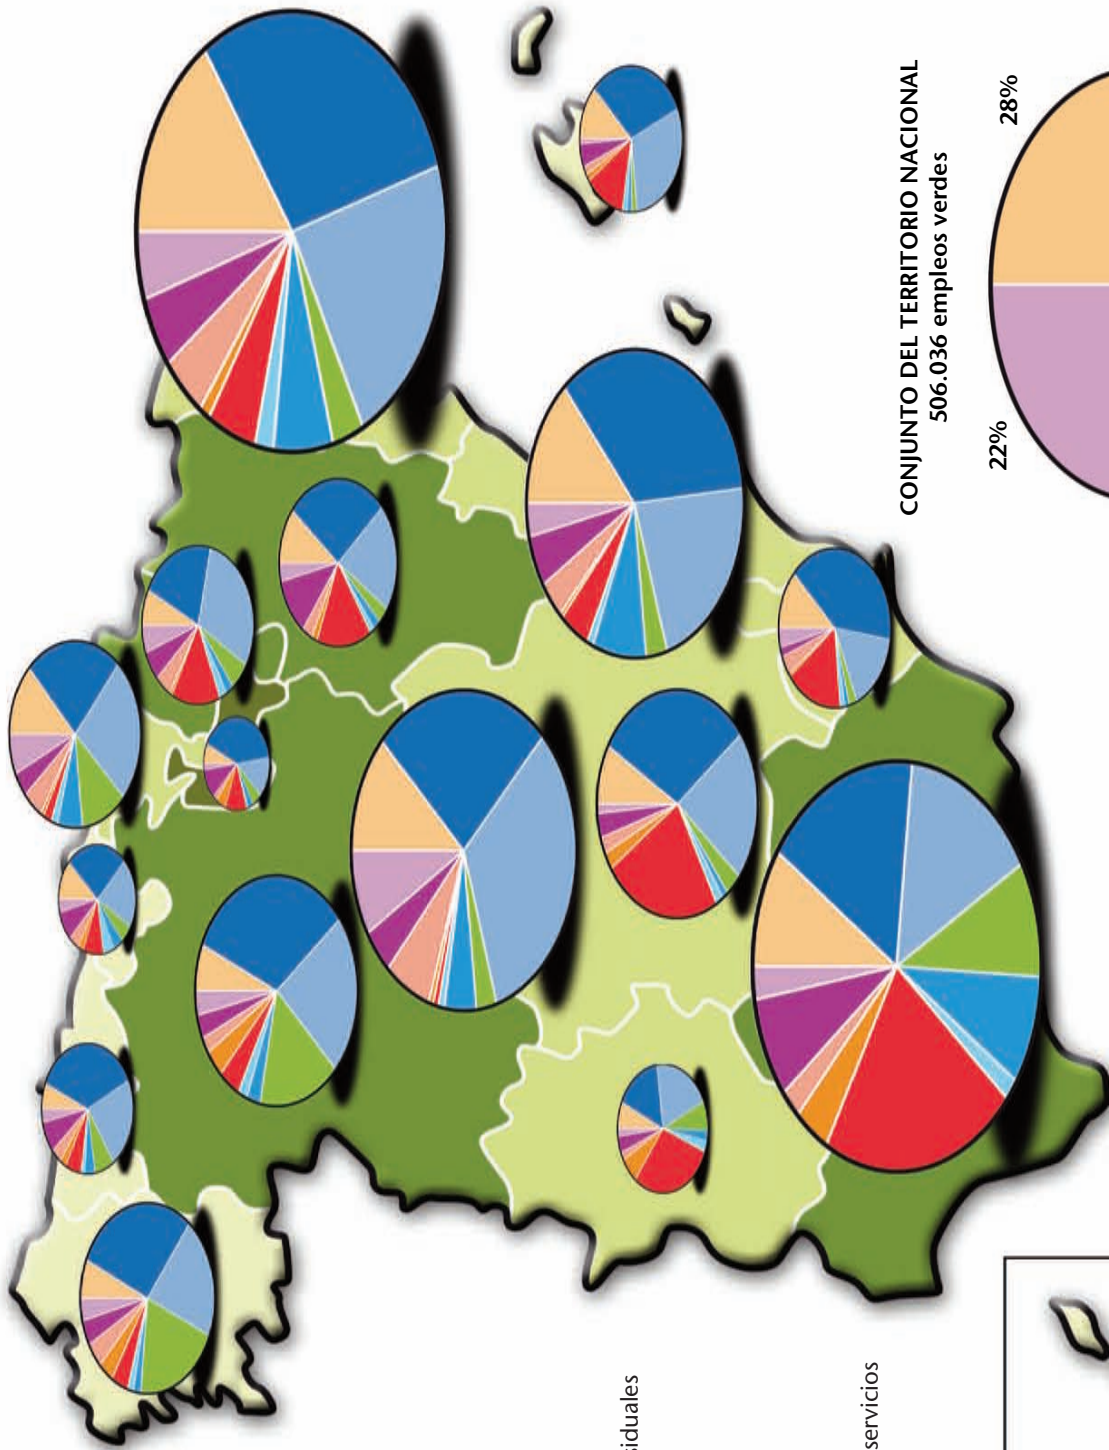 CONJUNTO DEL TERRITORIO NACIONAL
506.036 empleos verdes
22%
28%
siduales
servicios